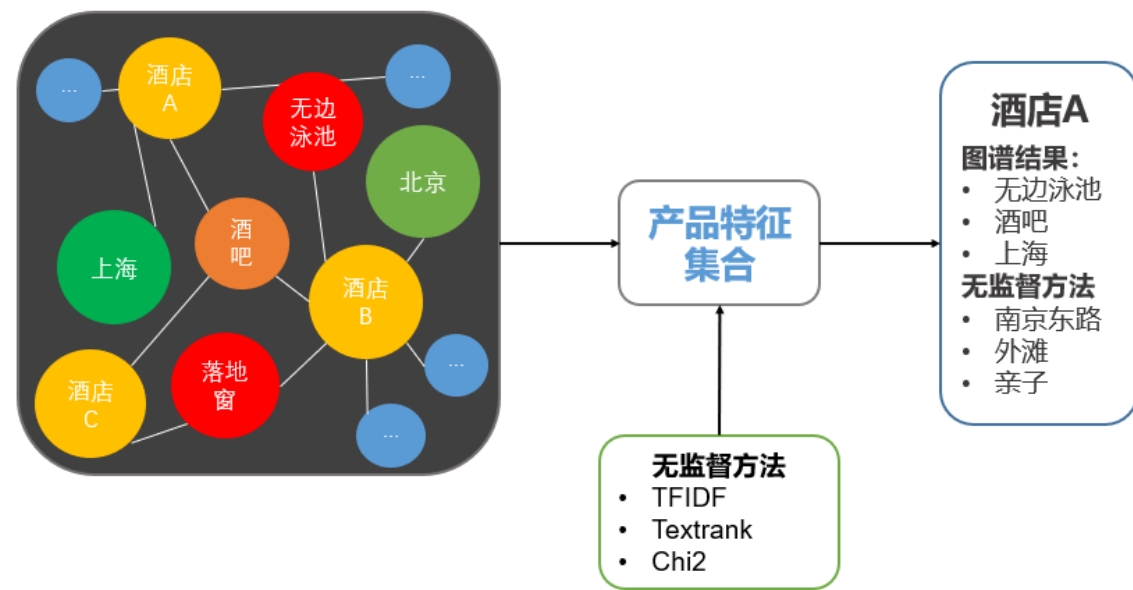 ...
酒店
A
...
无边
泳池
北京
上海
酒
吧
酒店
B
...
酒店
C
落地
窗
...
产品特征
集合
无监督方法
• TFIDF
• Textrank
• Chi2
酒店A
图谱结果：
• 无边泳池
• 酒吧
• 上海
无监督方法
• 南京东路
• 外滩
• 亲子